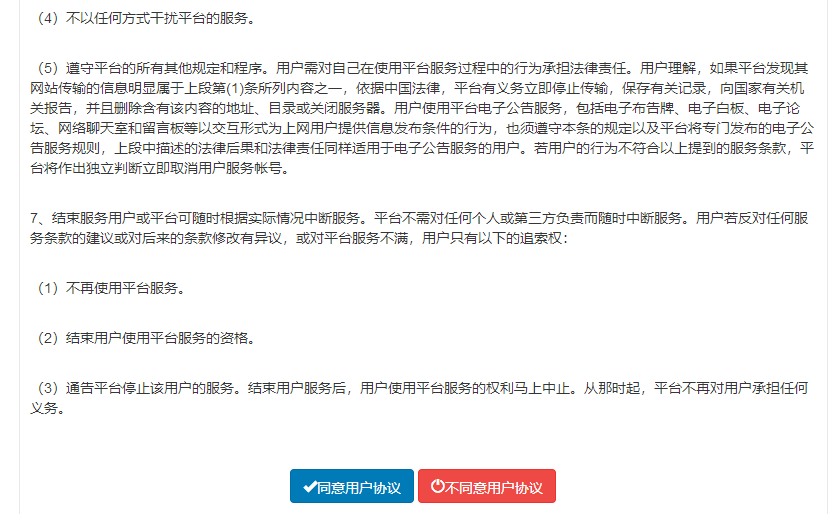 （4）不以任何方式干扰平台的服务。
（5）遵守平台的所有其他规定和程序。用户需对自己在使用平台服务过程中的行为承担法律责任。用户理解，如果平台发现其
网站传输的信息明显属于上段第(1)条所列内容之一，依据中国法律，平台有义务立即停止传输，保存有关记录，向国家有关机
关报告，并且删除含有该内容的地址、目录或关闭服务器。用户使用平台电子公告服务，包括电子布告牌、电子白板、电子论
坛、网络聊天室和留言板等以交互形式为上网用户提供信息发布条件的行为，也须遵守本条的规定以及平台将专门发布的电子公
告服务规则，上段中描述的法律后果和法律责任同样适用于电子公告服务的用户。若用户的行为不符合以上提到的服务条款，平
台将作出独立判断立即取消用户服务帐号。
7、结束服务用户或平台可随时根据实际情况中断服务。平台不需对任何个人或第三方负责而随时中断服务。用户若反对任何服
务条款的建议或对后来的条款修改有异议，或对平台服务不满，用户只有以下的追索权：
（1）不再使用平台服务。
（2）结束用户使用平台服务的资格。
（3）通告平台停止该用户的服务。结束用户服务后，用户使用平台服务的权利马上中止。从那时起，平台不再对用户承担任何
义务。
同意用户协议 不同意用户协议